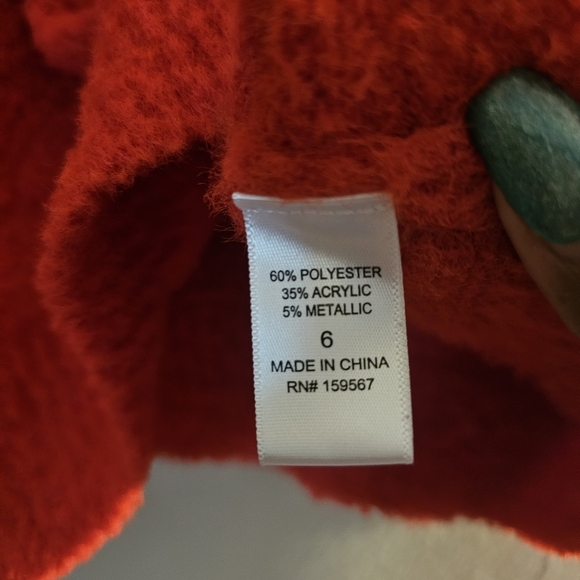 60% POLYESTER
35% ACRYLIC
5% METALLIC
6
MADE IN CHINA
RN# 159567